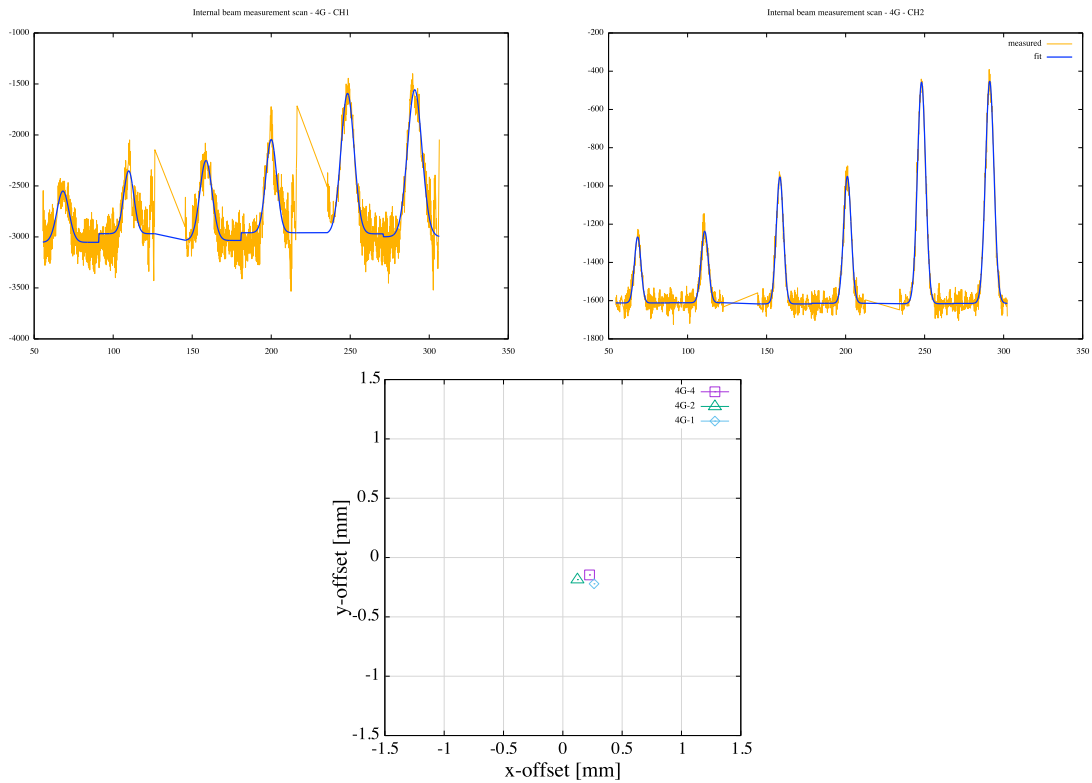 Internal beam measurement scan - 4G - CH1
-1000
-1500
-2000
-2500
-3000
-3500
-4000
50 100 150 200 250 300 350
Internal beam measurement scan - 4G - CH2
measured
fit
-200
-400
-600
-800
-1000
-1200
-1400
-1600
-1800
50 100 150 200 250 300 350
4G-4
4G-2
4G-1
1.5
1
0.5
0
-0.5
-1
-1.5
y-offset [mm]
-1.5 -1 -0.5 0 0.5 1 1.5
x-offset [mm]